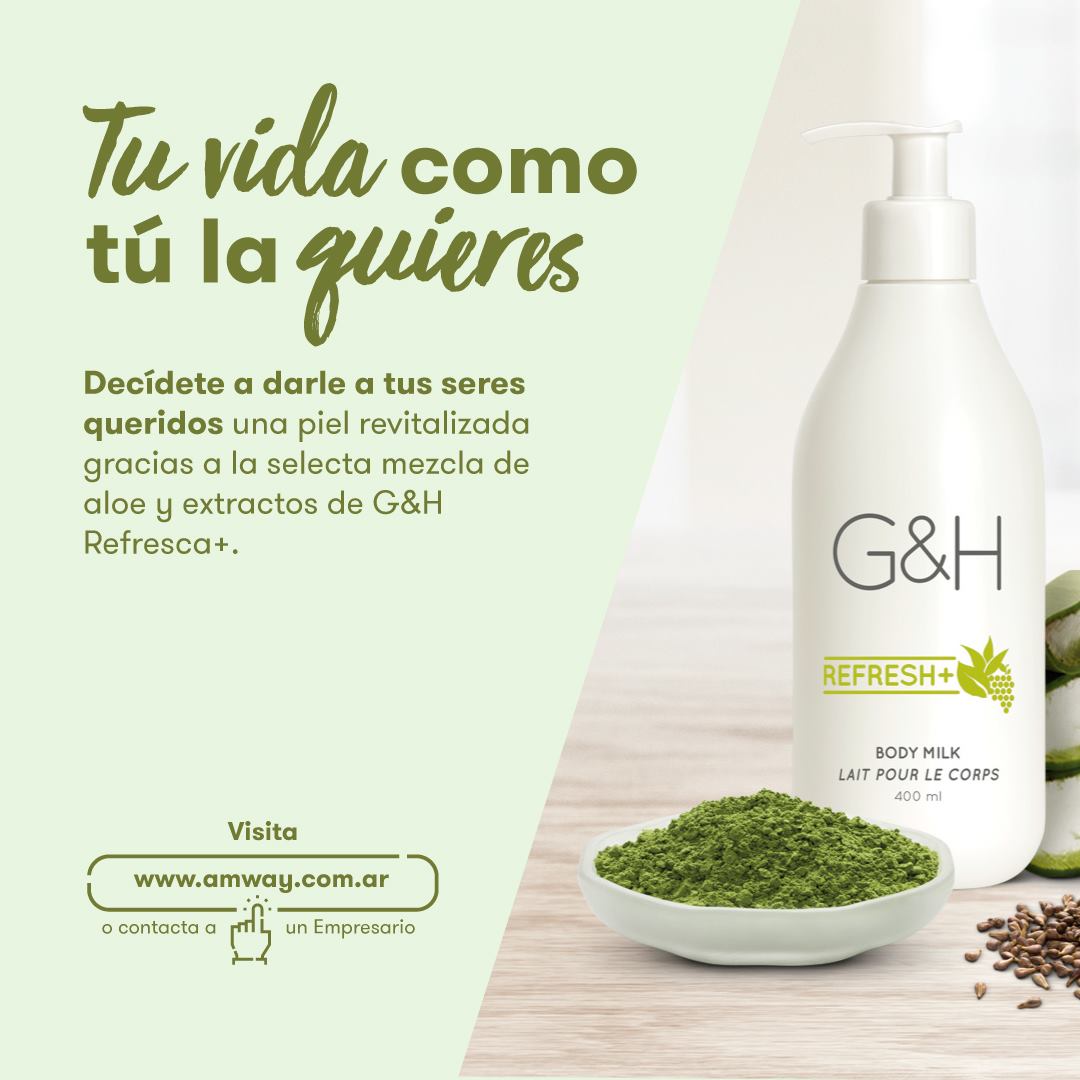 Tu vida como
tú la quieres
Decídete a darle a tus seres
queridos una piel revitalizada
gracias a la selecta mezcla de
aloe y extractos de G&H
Refresca+.
Visita
www.amway.com.ar
o contacta a un Empresario
G&H
REFRESH+
BODY MILK
LAIT POUR LE CORPS
400 ml